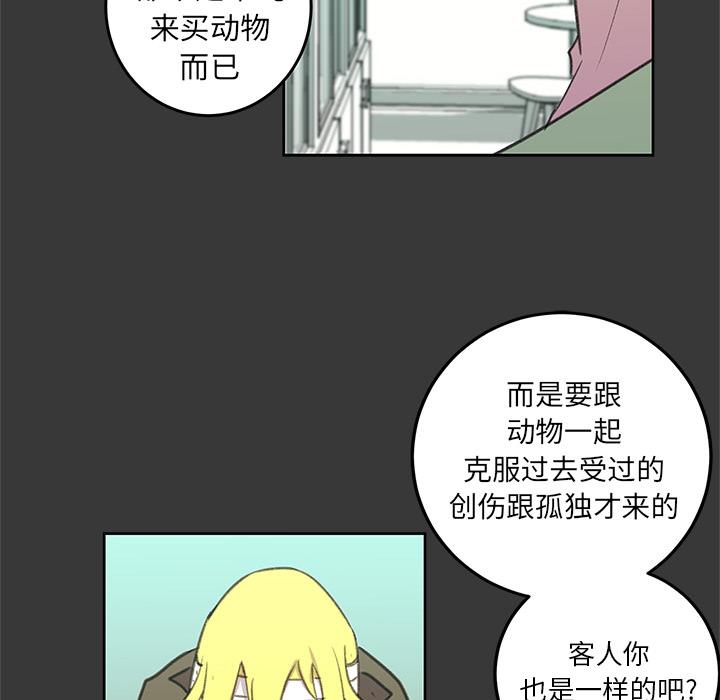 来买动物
而已
而是要跟
动物一起
克服过去受过的
创伤跟孤独才来的
客人你
也是一样的吧?